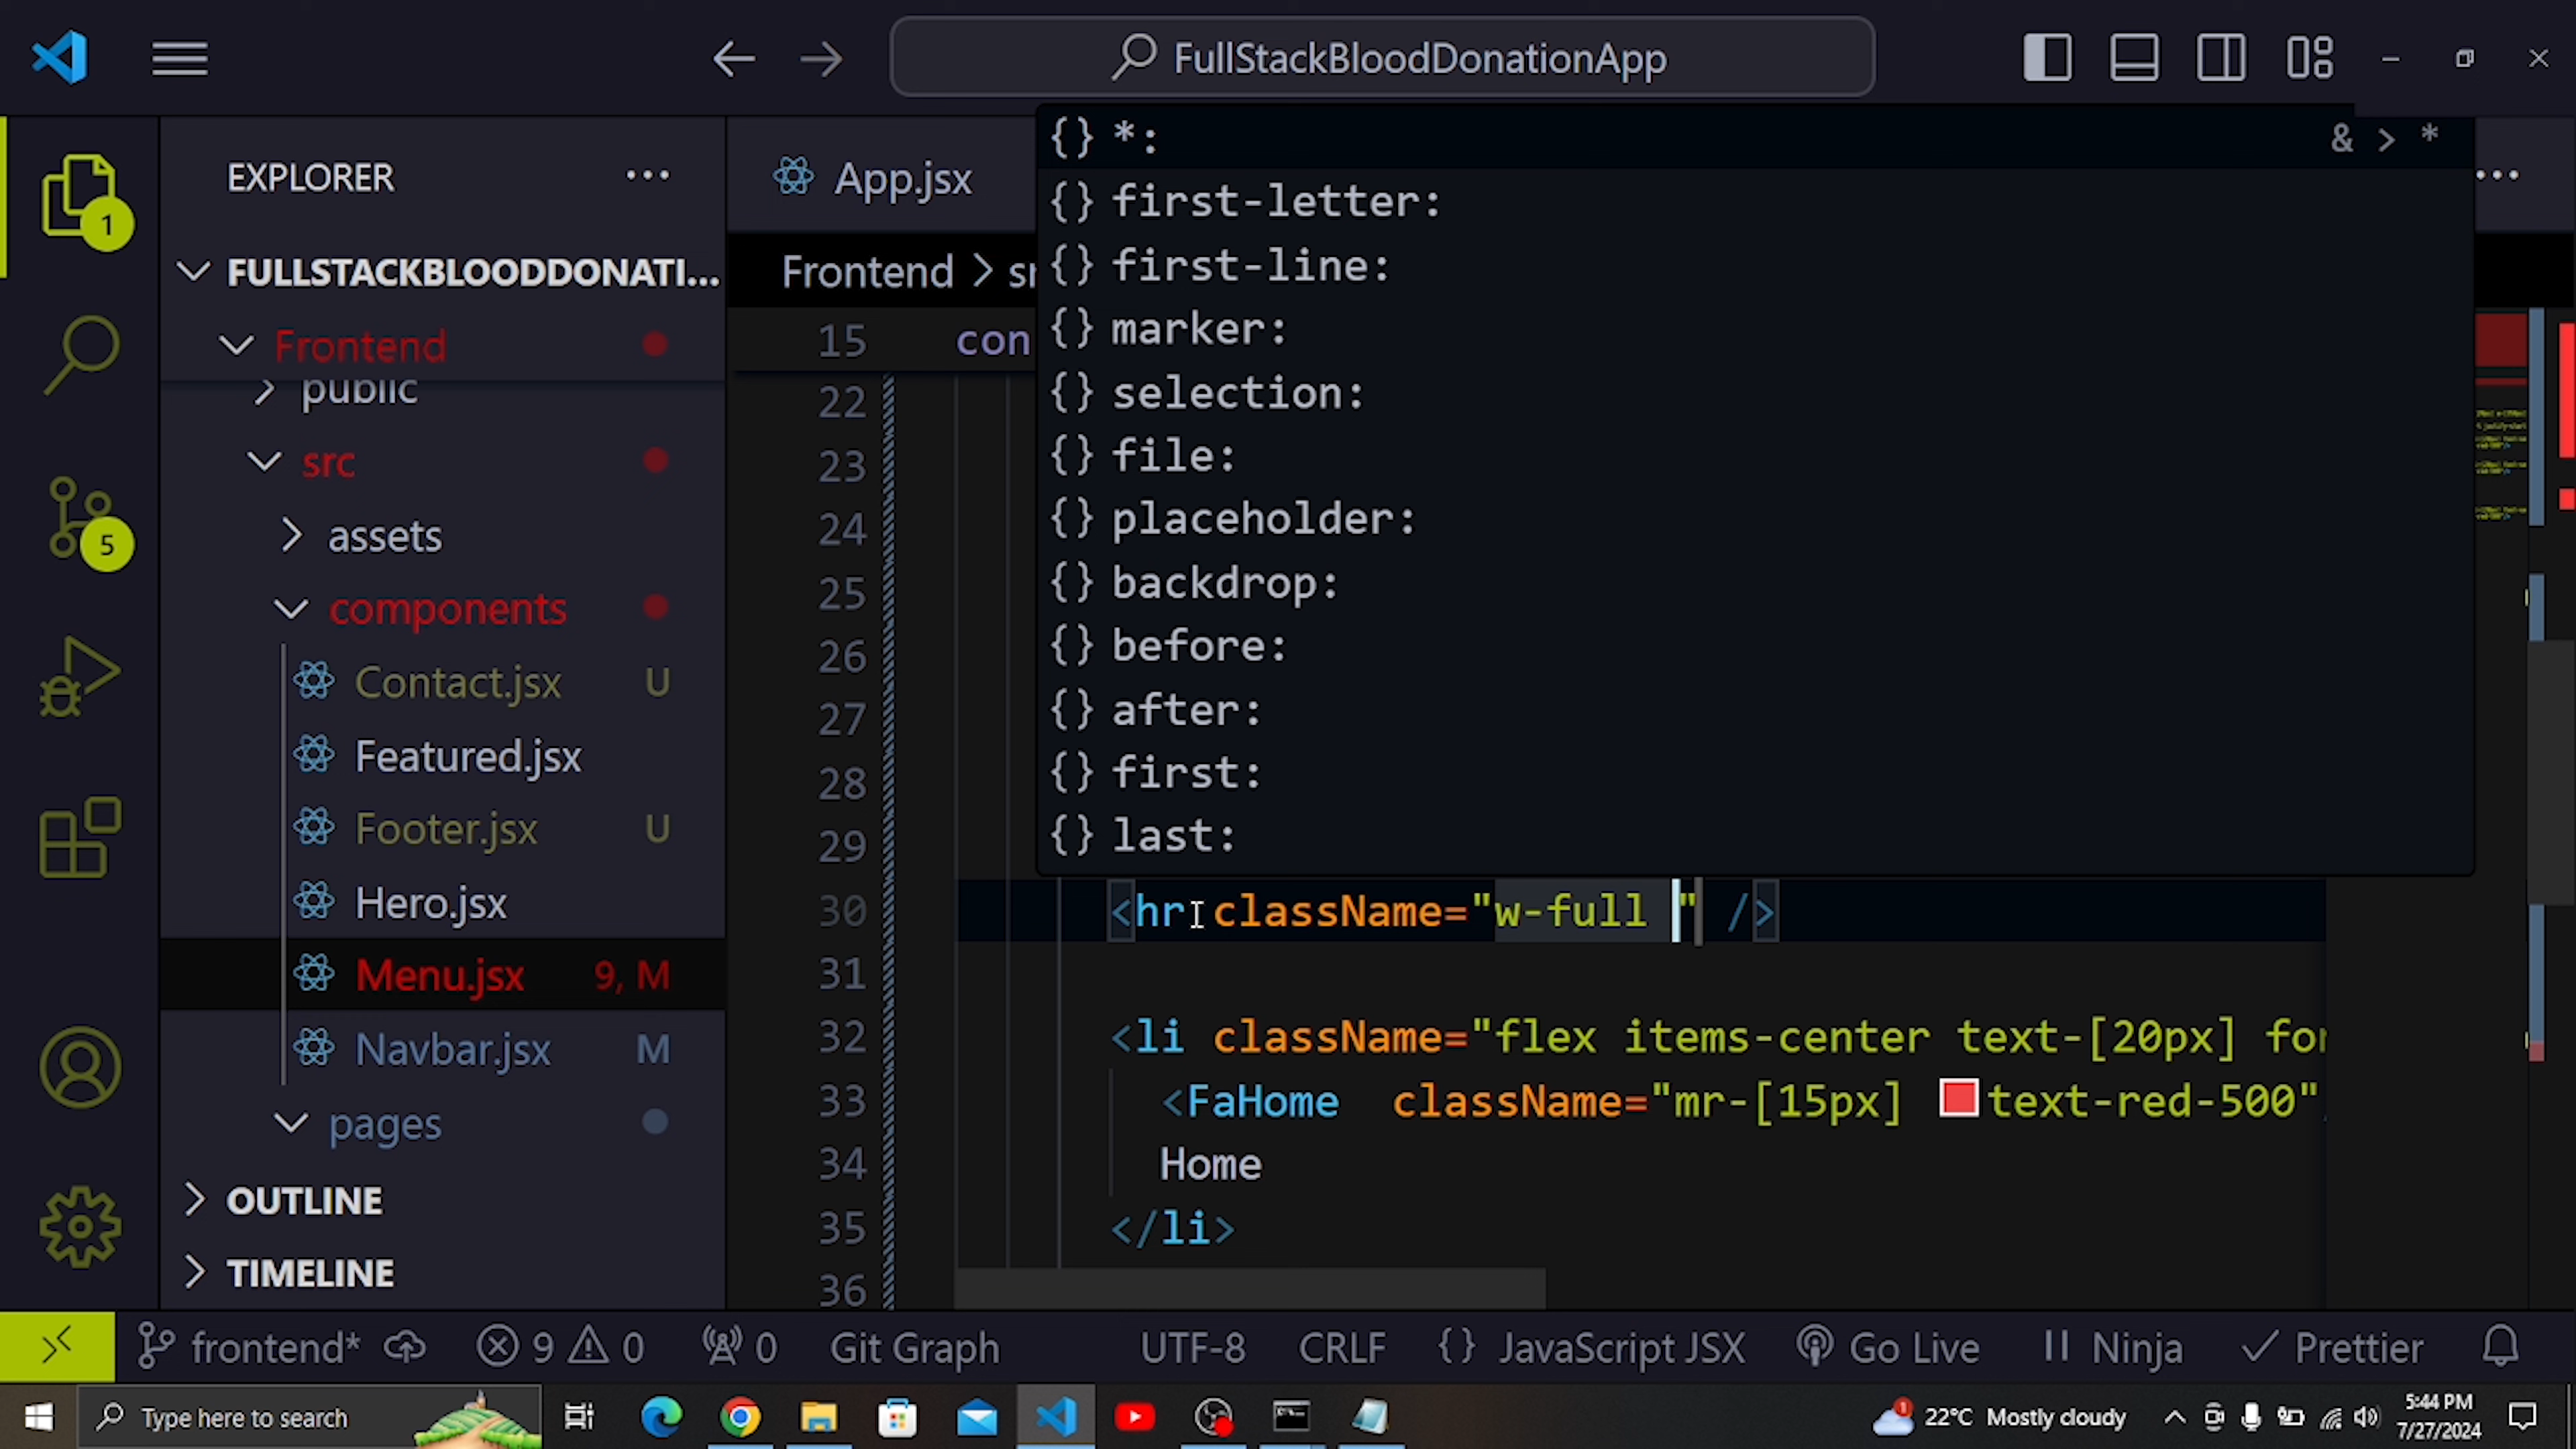 FullStackBloodDonationApp
EXPLORER
FULLSTACKBLOODDONATI...
Frontend
public
src
assets
components
Contact.jsx U
Featured.jsx
Footer.jsx U
Hero.jsx
Menu.jsx 9, M
Navbar.jsx M
pages
OUTLINE
TIMELINE
1
5
App.jsx
Frontend > sr
{} *: & > *
{} first-letter:
{} first-line:
{} marker:
{} selection:
{} file:
{} placeholder:
{} backdrop:
{} before:
{} after:
{} first:
{} last:
15 con
22
23
24
25
26
27
28
29
30 <hr className="w-full " />
31
32 <li className="flex items-center text-[20px] for
33 <FaHome className="mr-[15px] text-red-500"
34 Home
35 </li>
36
frontend* 9 0 0 Git Graph UTF-8 CRLF {} JavaScript JSX Go Live Ninja Prettier
Type here to search
1 22°C Mostly cloudy
5:44 PM
7/27/2024